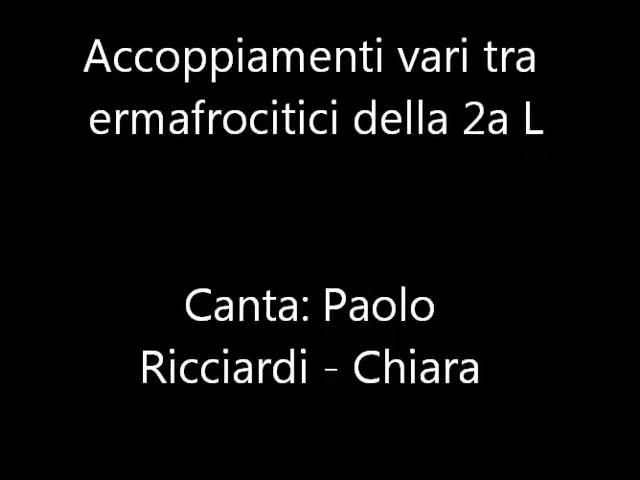 Accoppiamenti vari tra
ermafrocitici della 2a L
Canta: Paolo
Ricciardi - Chiara